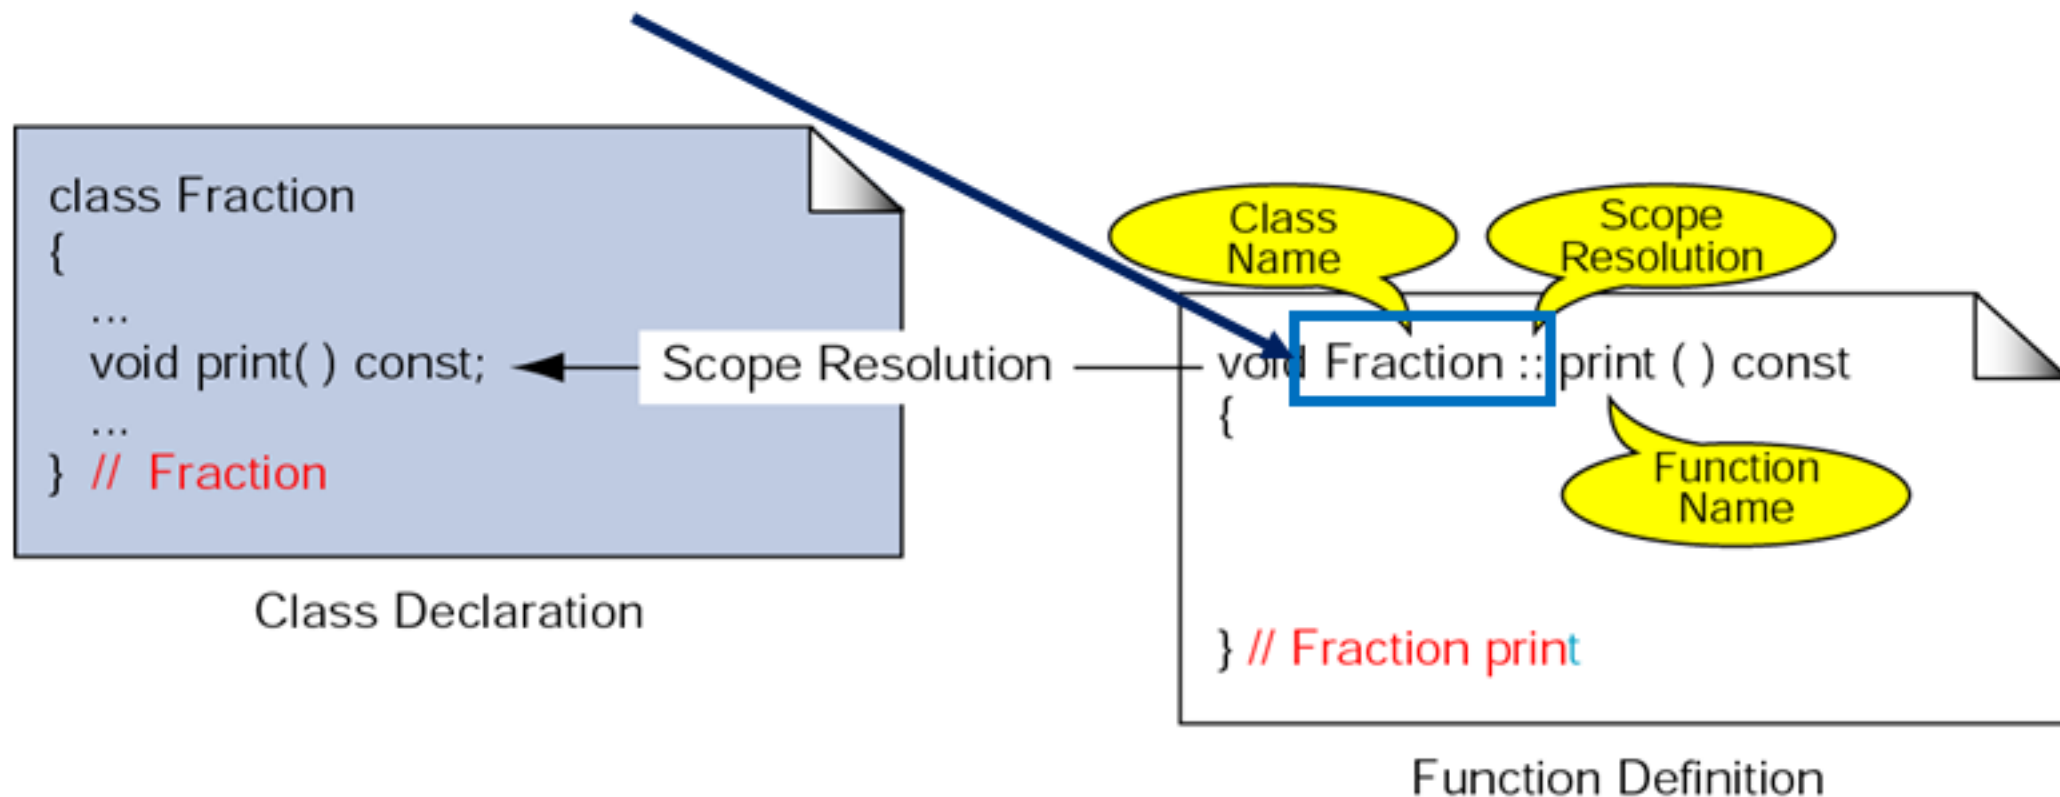 class Fraction
{
...
void print( ) const;
...
} // Fraction
Class Declaration
Scope Resolution
Class
Name
Scope
Resolution
void Fraction :: print ( ) const
{
Function
Name
} // Fraction print
Function Definition